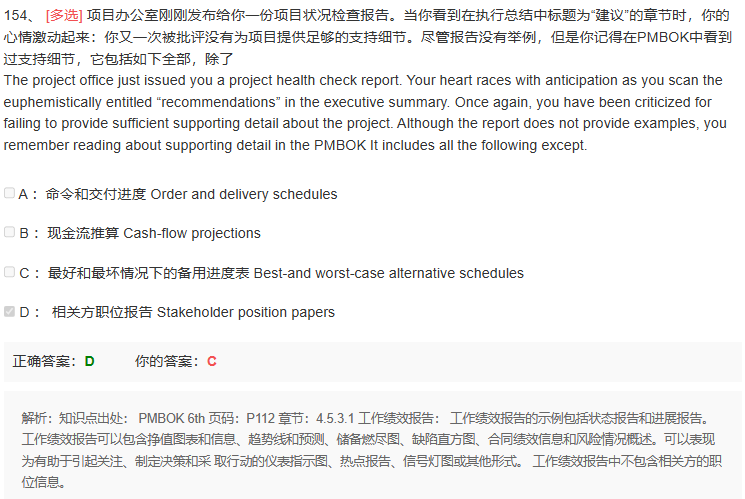 154、 [多选] 项目办公室刚刚发布给你一份项目状况检查报告。当你看到在执行总结中标题为“建议”的章节时，你的
心情激动起来：你又一次被批评没有为项目提供足够的支持细节。尽管报告没有举例，但是你记得在PMBOK中看到
过支持细节，它包括如下全部，除了
The project office just issued you a project health check report. Your heart races with anticipation as you scan the
euphemistically entitled “recommendations” in the executive summary. Once again, you have been criticized for
failing to provide sufficient supporting detail about the project. Although the report does not provide examples, you
remember reading about supporting detail in the PMBOK It includes all the following except.
A： 命令和交付进度 Order and delivery schedules
B： 现金流推算 Cash-flow projections
C： 最好和最坏情况下的备用进度表 Best-and worst-case alternative schedules
D： 相关方职位报告 Stakeholder position papers
正确答案：D 你的答案：C
解析：知识点出处： PMBOK 6th 页码：P112 章节：4.5.3.1 工作绩效报告： 工作绩效报告的示例包括状态报告和进展报告。
工作绩效报告可以包含挣值图表和信息、趋势线和预测、储备燃尽图、缺陷直方图、合同绩效信息和风险情况概述。可以表现
为有助于引起关注、制定决策和采 取行动的仪表指示图、热点报告、信号灯图或其他形式。 工作绩效报告中不包含相关方的职
位信息。